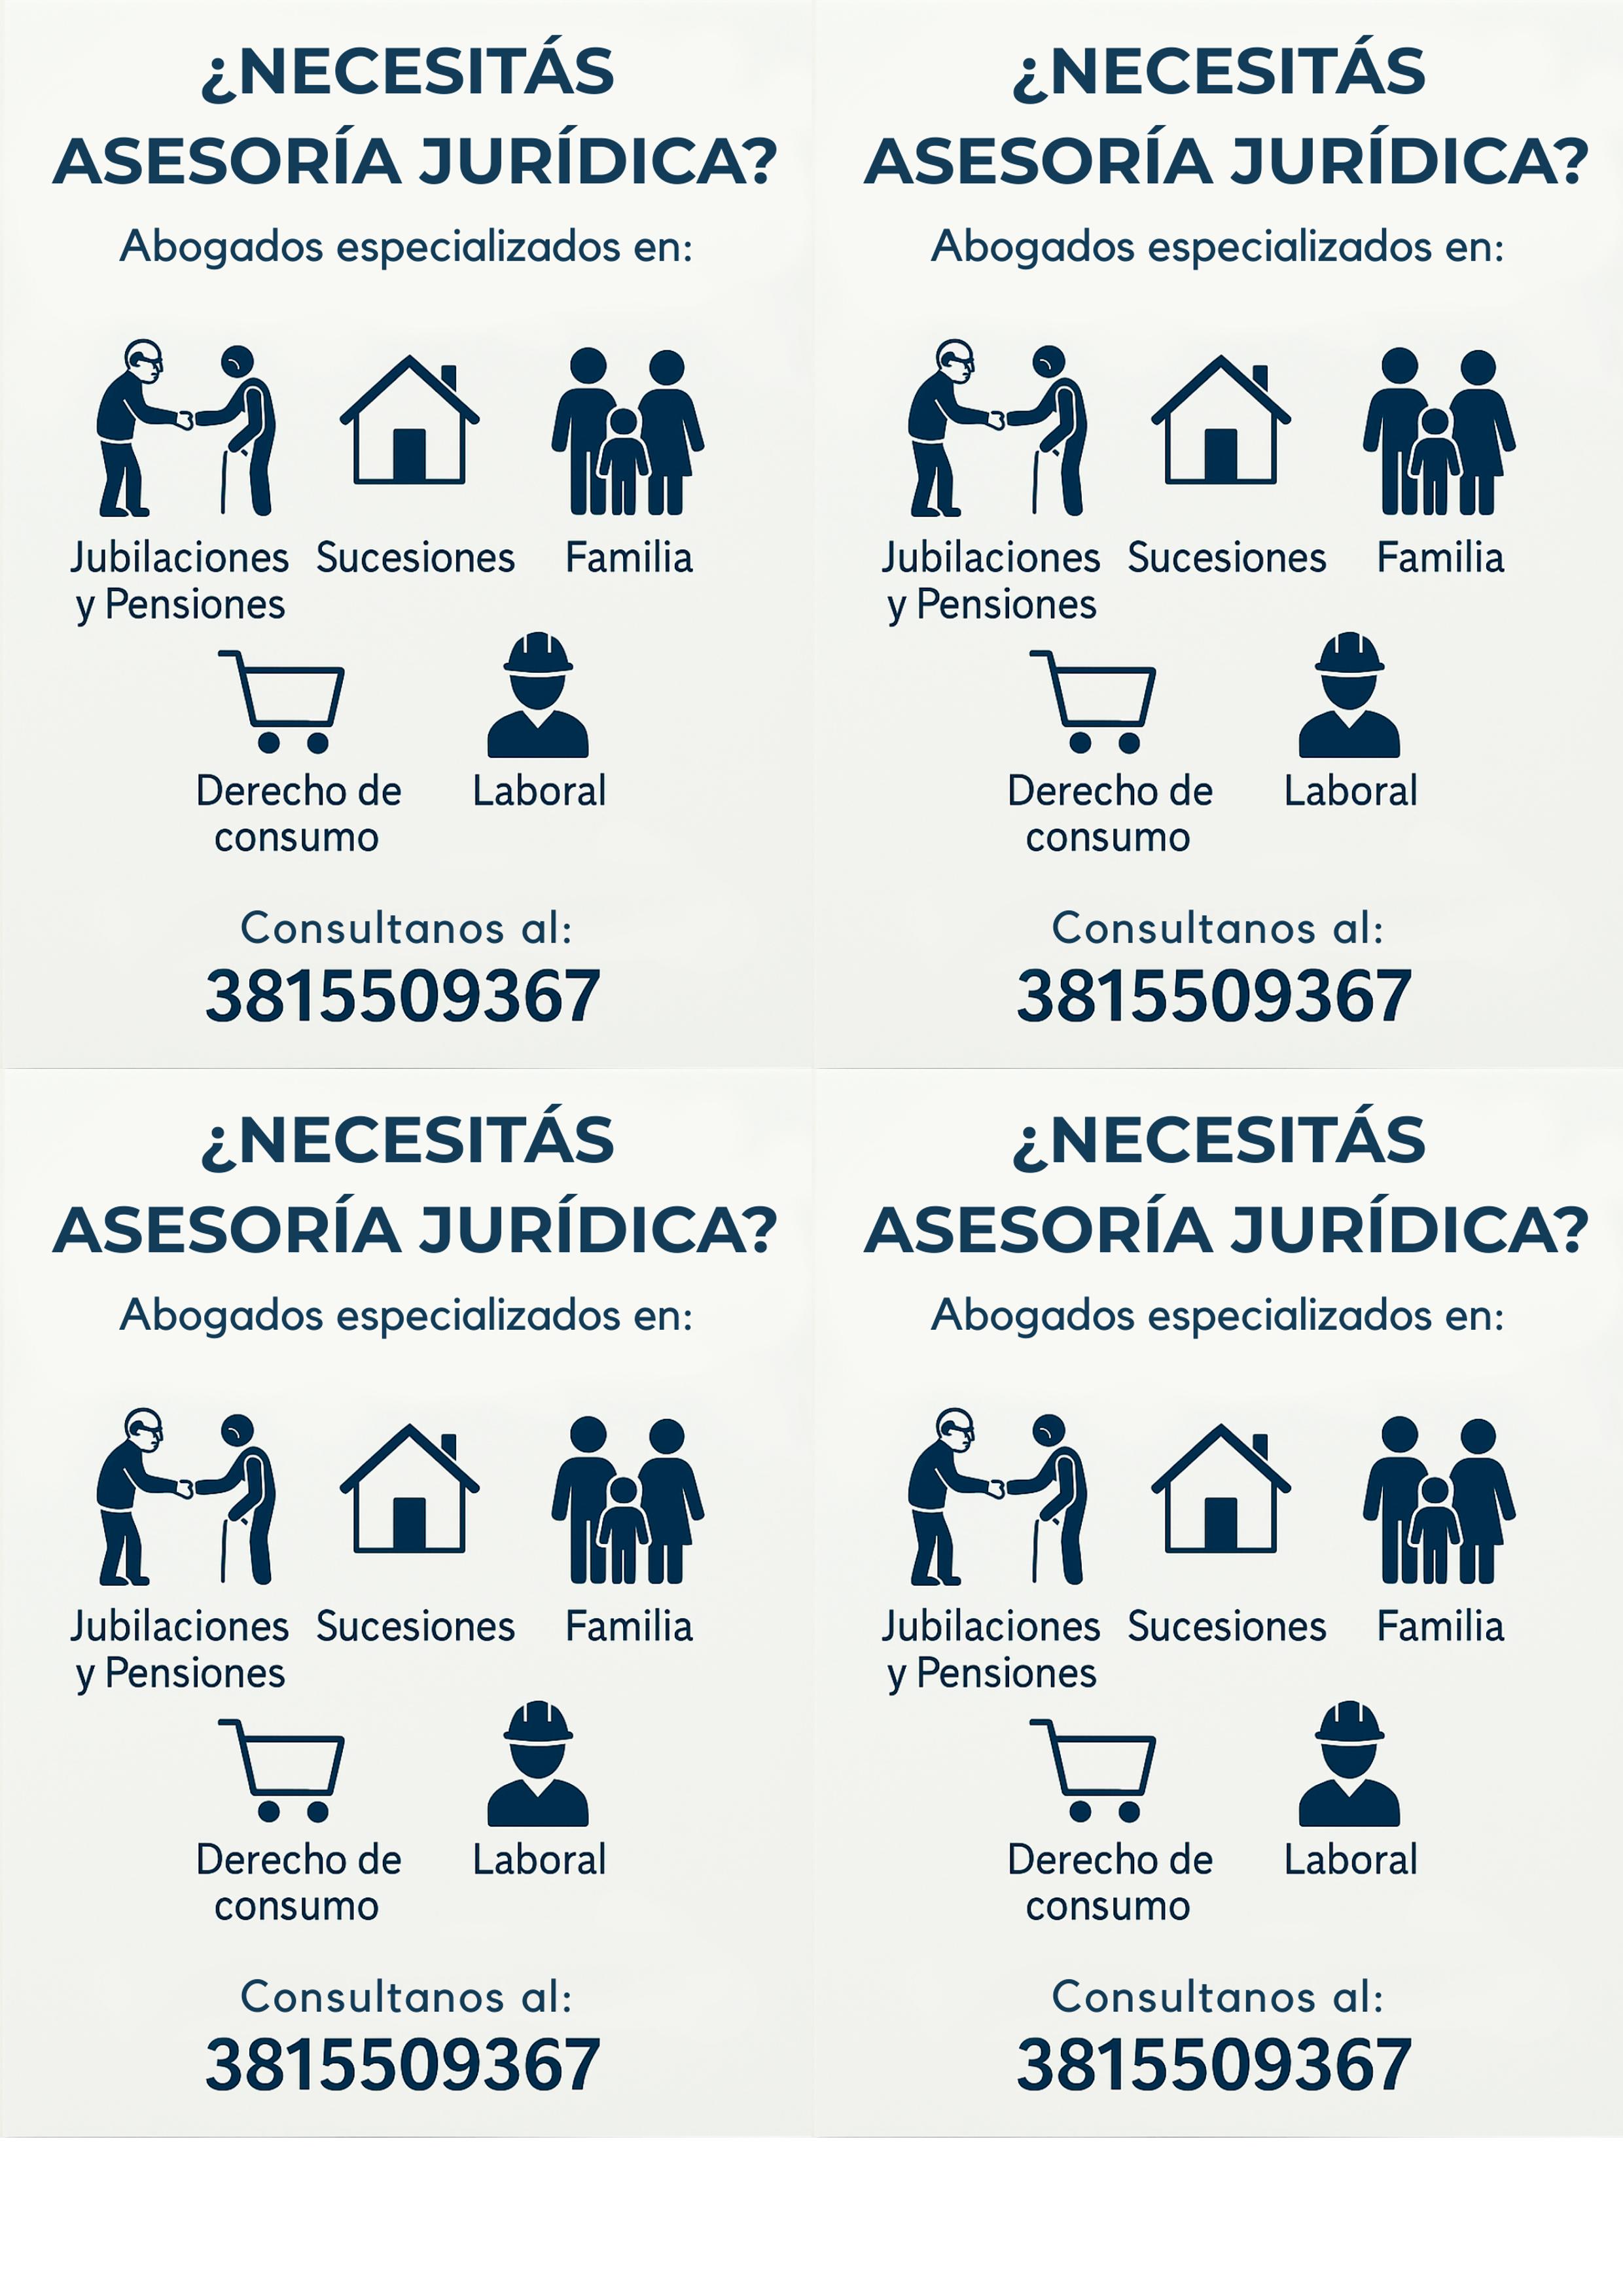 ¿NECESITÁS
ASESORÍA JURÍDICA?
Abogados especializados en:
Jubilaciones
y Pensiones
Sucesiones
Familia
Derecho de
consumo
Laboral
Consultanos al:
3815509367
¿NECESITÁS
ASESORÍA JURÍDICA?
Abogados especializados en:
Jubilaciones
y Pensiones
Sucesiones
Familia
Derecho de
consumo
Laboral
Consultanos al:
3815509367
¿NECESITÁS
ASESORÍA JURÍDICA?
Abogados especializados en:
Jubilaciones
y Pensiones
Sucesiones
Familia
Derecho de
consumo
Laboral
Consultanos al:
3815509367
¿NECESITÁS
ASESORÍA JURÍDICA?
Abogados especializados en:
Jubilaciones
y Pensiones
Sucesiones
Familia
Derecho de
consumo
Laboral
Consultanos al:
3815509367